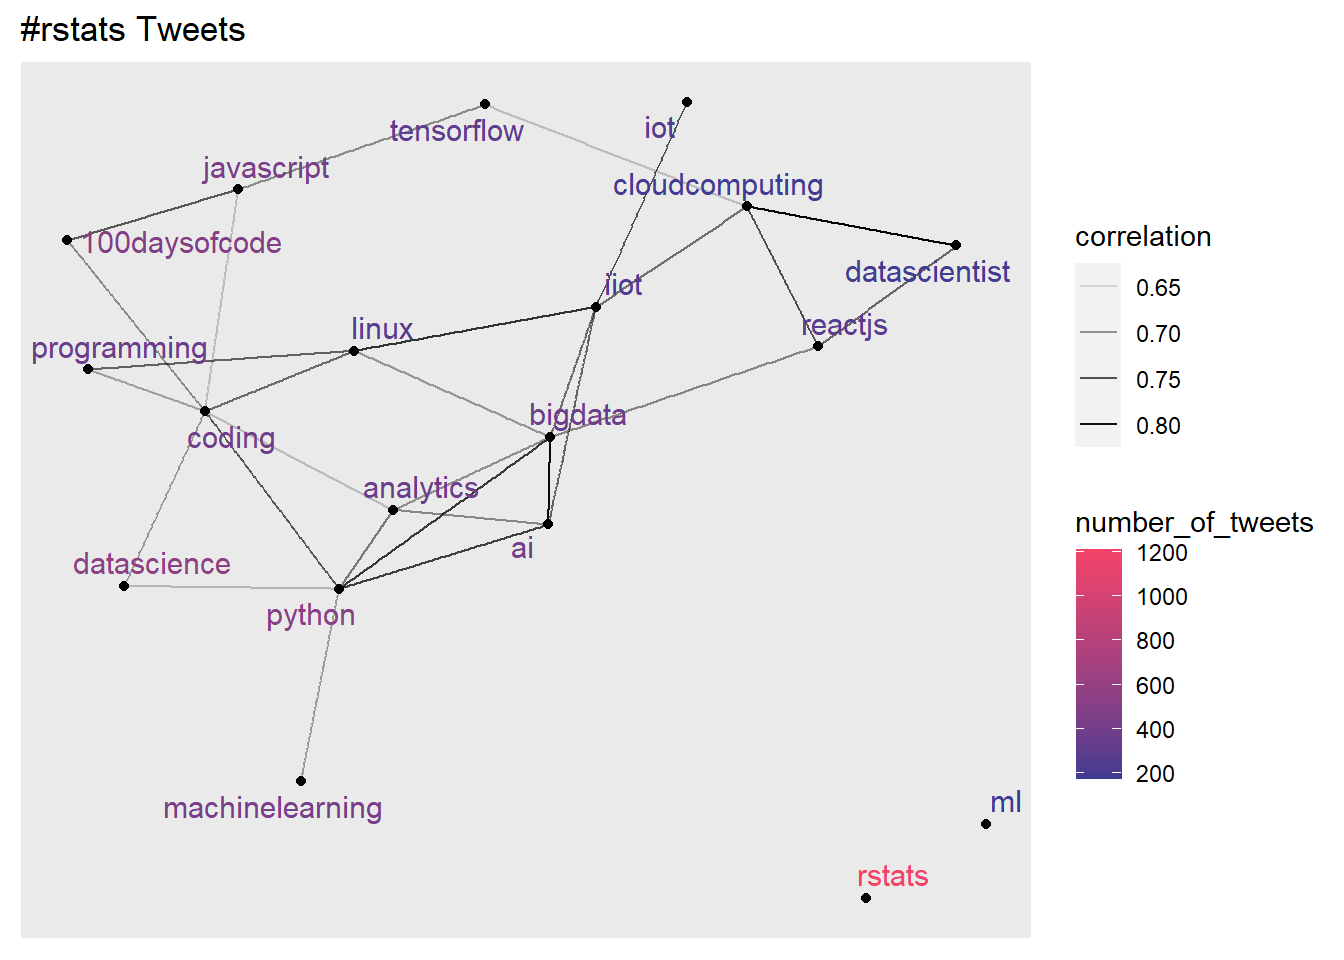 #rstats Tweets
tensorflow
iot
javascript
cloudcomputing
100daysofcode
datascientist
iiot
linux
reactjs
programming
bigdata
coding
analytics
ai
datascience
python
machinelearning
ml
rstats
correlation
0.65
0.70
0.75
0.80
number_of_tweets
1200
1000
800
600
400
200